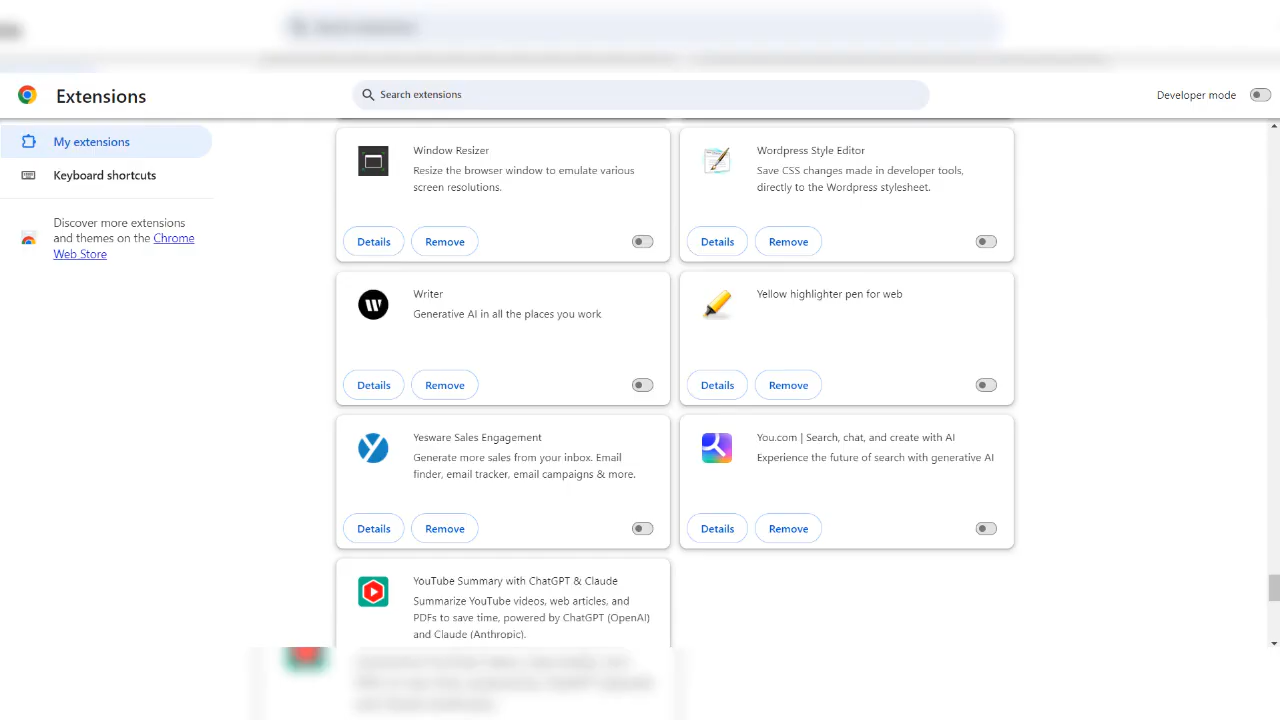 Extensions
Search extensions
Developer mode
My extensions
Keyboard shortcuts
Discover more extensions
and themes on the Chrome
Web Store
Window Resizer
Resize the browser window to emulate various
screen resolutions.
Details
Remove
Wordpress Style Editor
Save CSS changes made in developer tools,
directly to the Wordpress stylesheet.
Details
Remove
Writer
Generative AI in all the places you work
Details
Remove
Yellow highlighter pen for web
Details
Remove
Yesware Sales Engagement
Generate more sales from your inbox. Email
finder, email tracker, email campaigns & more.
Details
Remove
You.com | Search, chat, and create with AI
Experience the future of search with generative AI
Details
Remove
YouTube Summary with ChatGPT & Claude
Summarize YouTube videos, web articles, and
PDFs to save time, powered by ChatGPT (OpenAI)
and Claude (Anthropic).